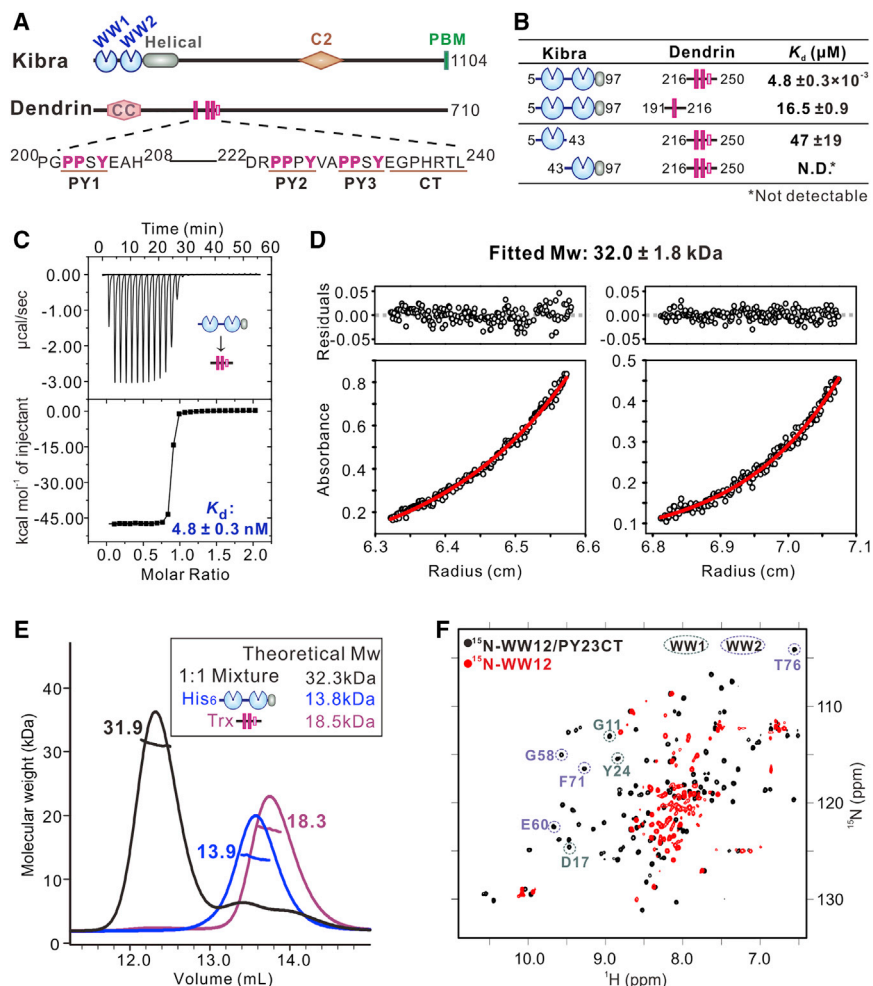 A
WW1
WW2
Helical
C2
PBM
Kibra
1104
Dendrin
CC
710
200PGPPSYEAH208
222DRPPPYVAPPSYEGPHRTL240
PY1
PY2
PY3
CT
B
Kibra Dendrin Kd (μM)
5 97 216 250 4.8 ±0.3×10-3
5 97 191 216 16.5 ±0.9
5 43 216 250 47 ±19
43 97 216 250 N.D.*
*Not detectable
C
Time (min)
0 10 20 30 40 50 60
μcal/sec
0.00
-1.00
-2.00
-3.00
kcal mol-1 of injectant
0.00
-15.00
-30.00
-45.00
Kd:
4.8 ± 0.3 nM
0.0 0.5 1.0 1.5 2.0
Molar Ratio
D
Fitted Mw: 32.0 ± 1.8 kDa
Residuals
0.05
0.00
-0.05
0.05
0.00
-0.05
Absorbance
0.8
0.6
0.4
0.2
0.5
0.4
0.3
0.2
0.1
6.3 6.4 6.5 6.6
6.8 6.9 7.0 7.1
Radius (cm)
Radius (cm)
E
Molecular weight (kDa)
40
30
20
10
0
Theoretical Mw
1:1 Mixture 32.3kDa
His6 13.8kDa
Trx 18.5kDa
31.9
13.9
18.3
12.0 13.0 14.0
Volume (mL)
F
15N-WW12/PY23CT
15N-WW12
WW1
WW2
T76
G11
G58
Y24
F71
E60
D17
110
120
130
15N (ppm)
10.0 9.0 8.0 7.0
1H (ppm)